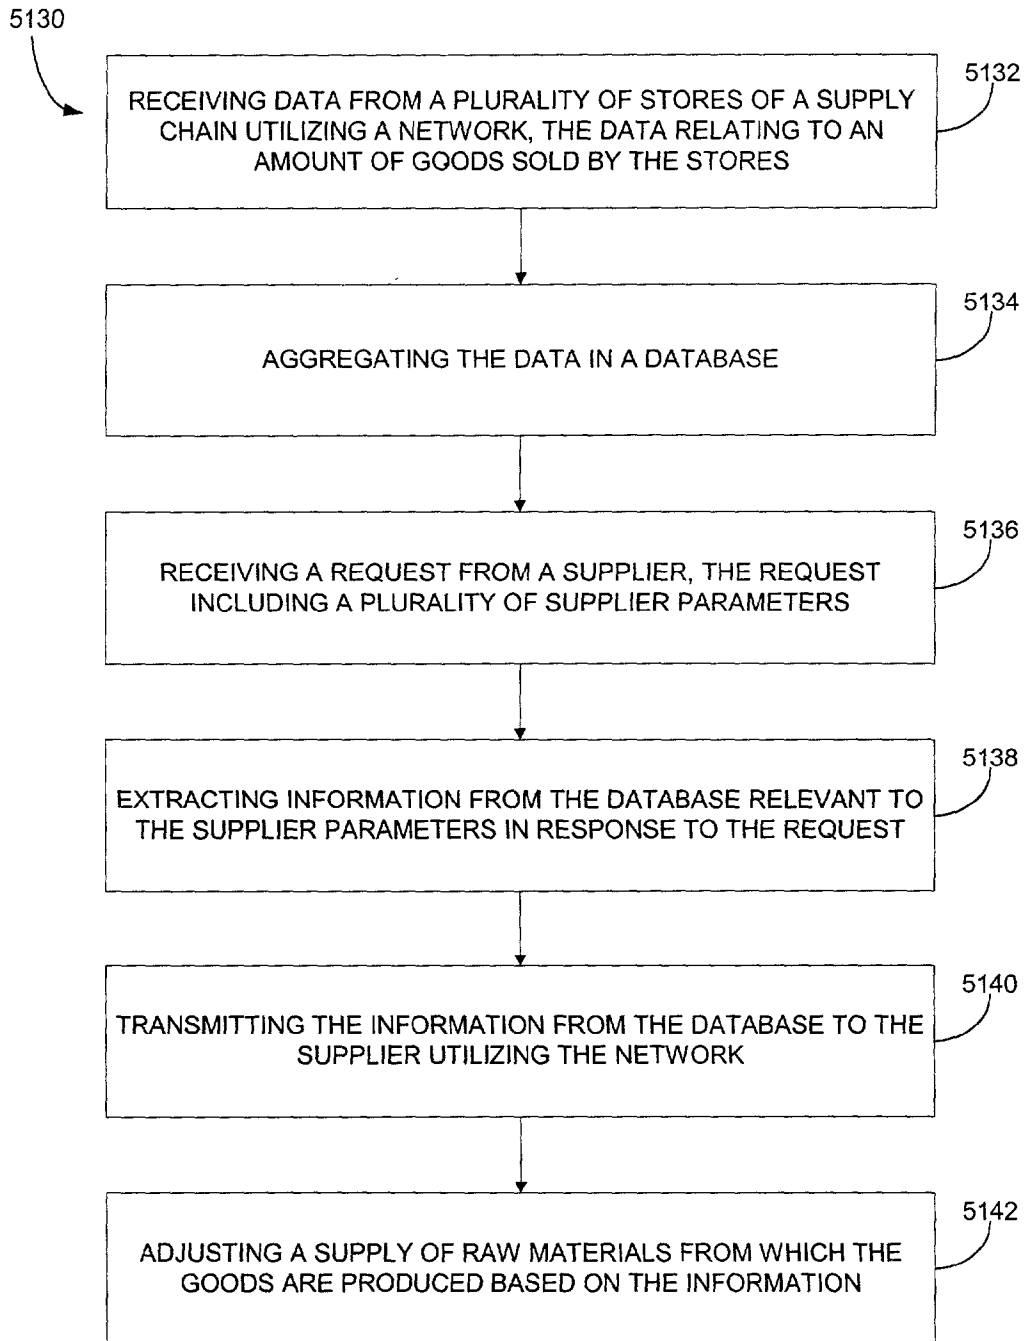 5130
5132
RECEIVING DATA FROM A PLURALITY OF STORES OF A SUPPLY
CHAIN UTILIZING A NETWORK, THE DATA RELATING TO AN
AMOUNT OF GOODS SOLD BY THE STORES
5134
AGGREGATING THE DATA IN A DATABASE
5136
RECEIVING A REQUEST FROM A SUPPLIER, THE REQUEST
INCLUDING A PLURALITY OF SUPPLIER PARAMETERS
5138
EXTRACTING INFORMATION FROM THE DATABASE RELEVANT TO
THE SUPPLIER PARAMETERS IN RESPONSE TO THE REQUEST
5140
TRANSMITTING THE INFORMATION FROM THE DATABASE TO THE
SUPPLIER UTILIZING THE NETWORK
5142
ADJUSTING A SUPPLY OF RAW MATERIALS FROM WHICH THE
GOODS ARE PRODUCED BASED ON THE INFORMATION